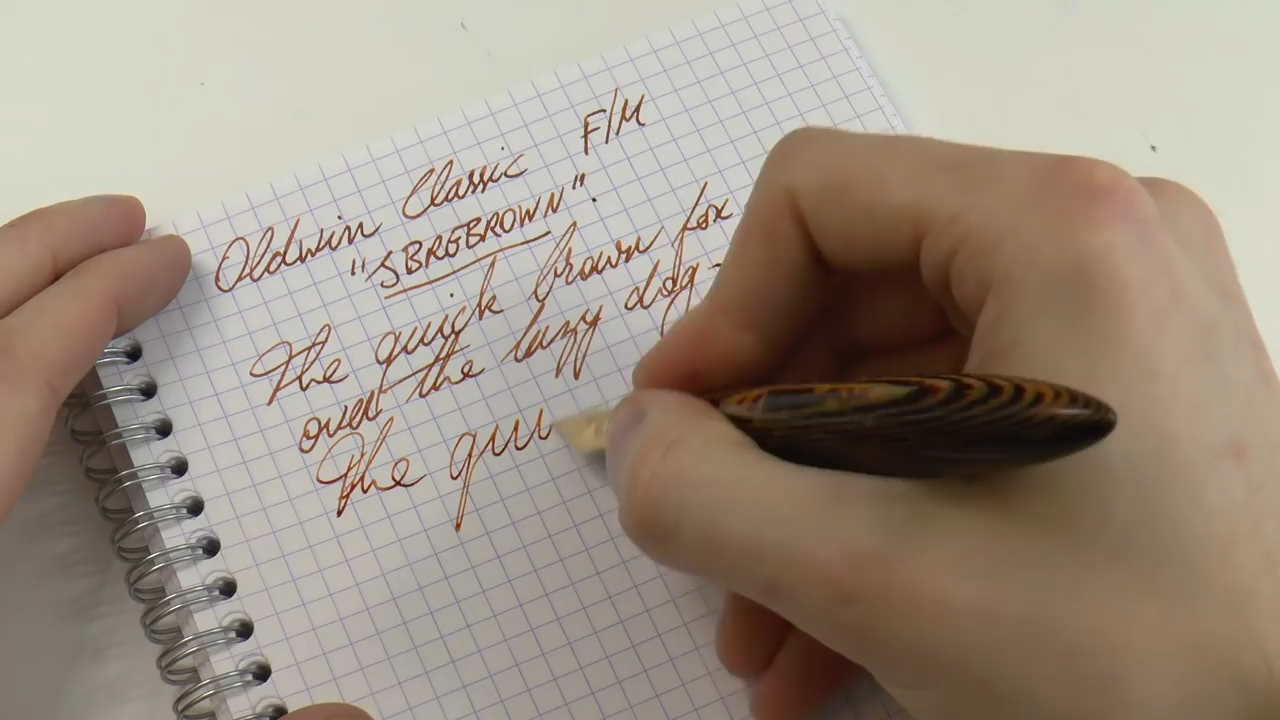 Oldwin Classic F/M
"SBREBROWN".
The quick brown fox
over the lazy dog-
The qui